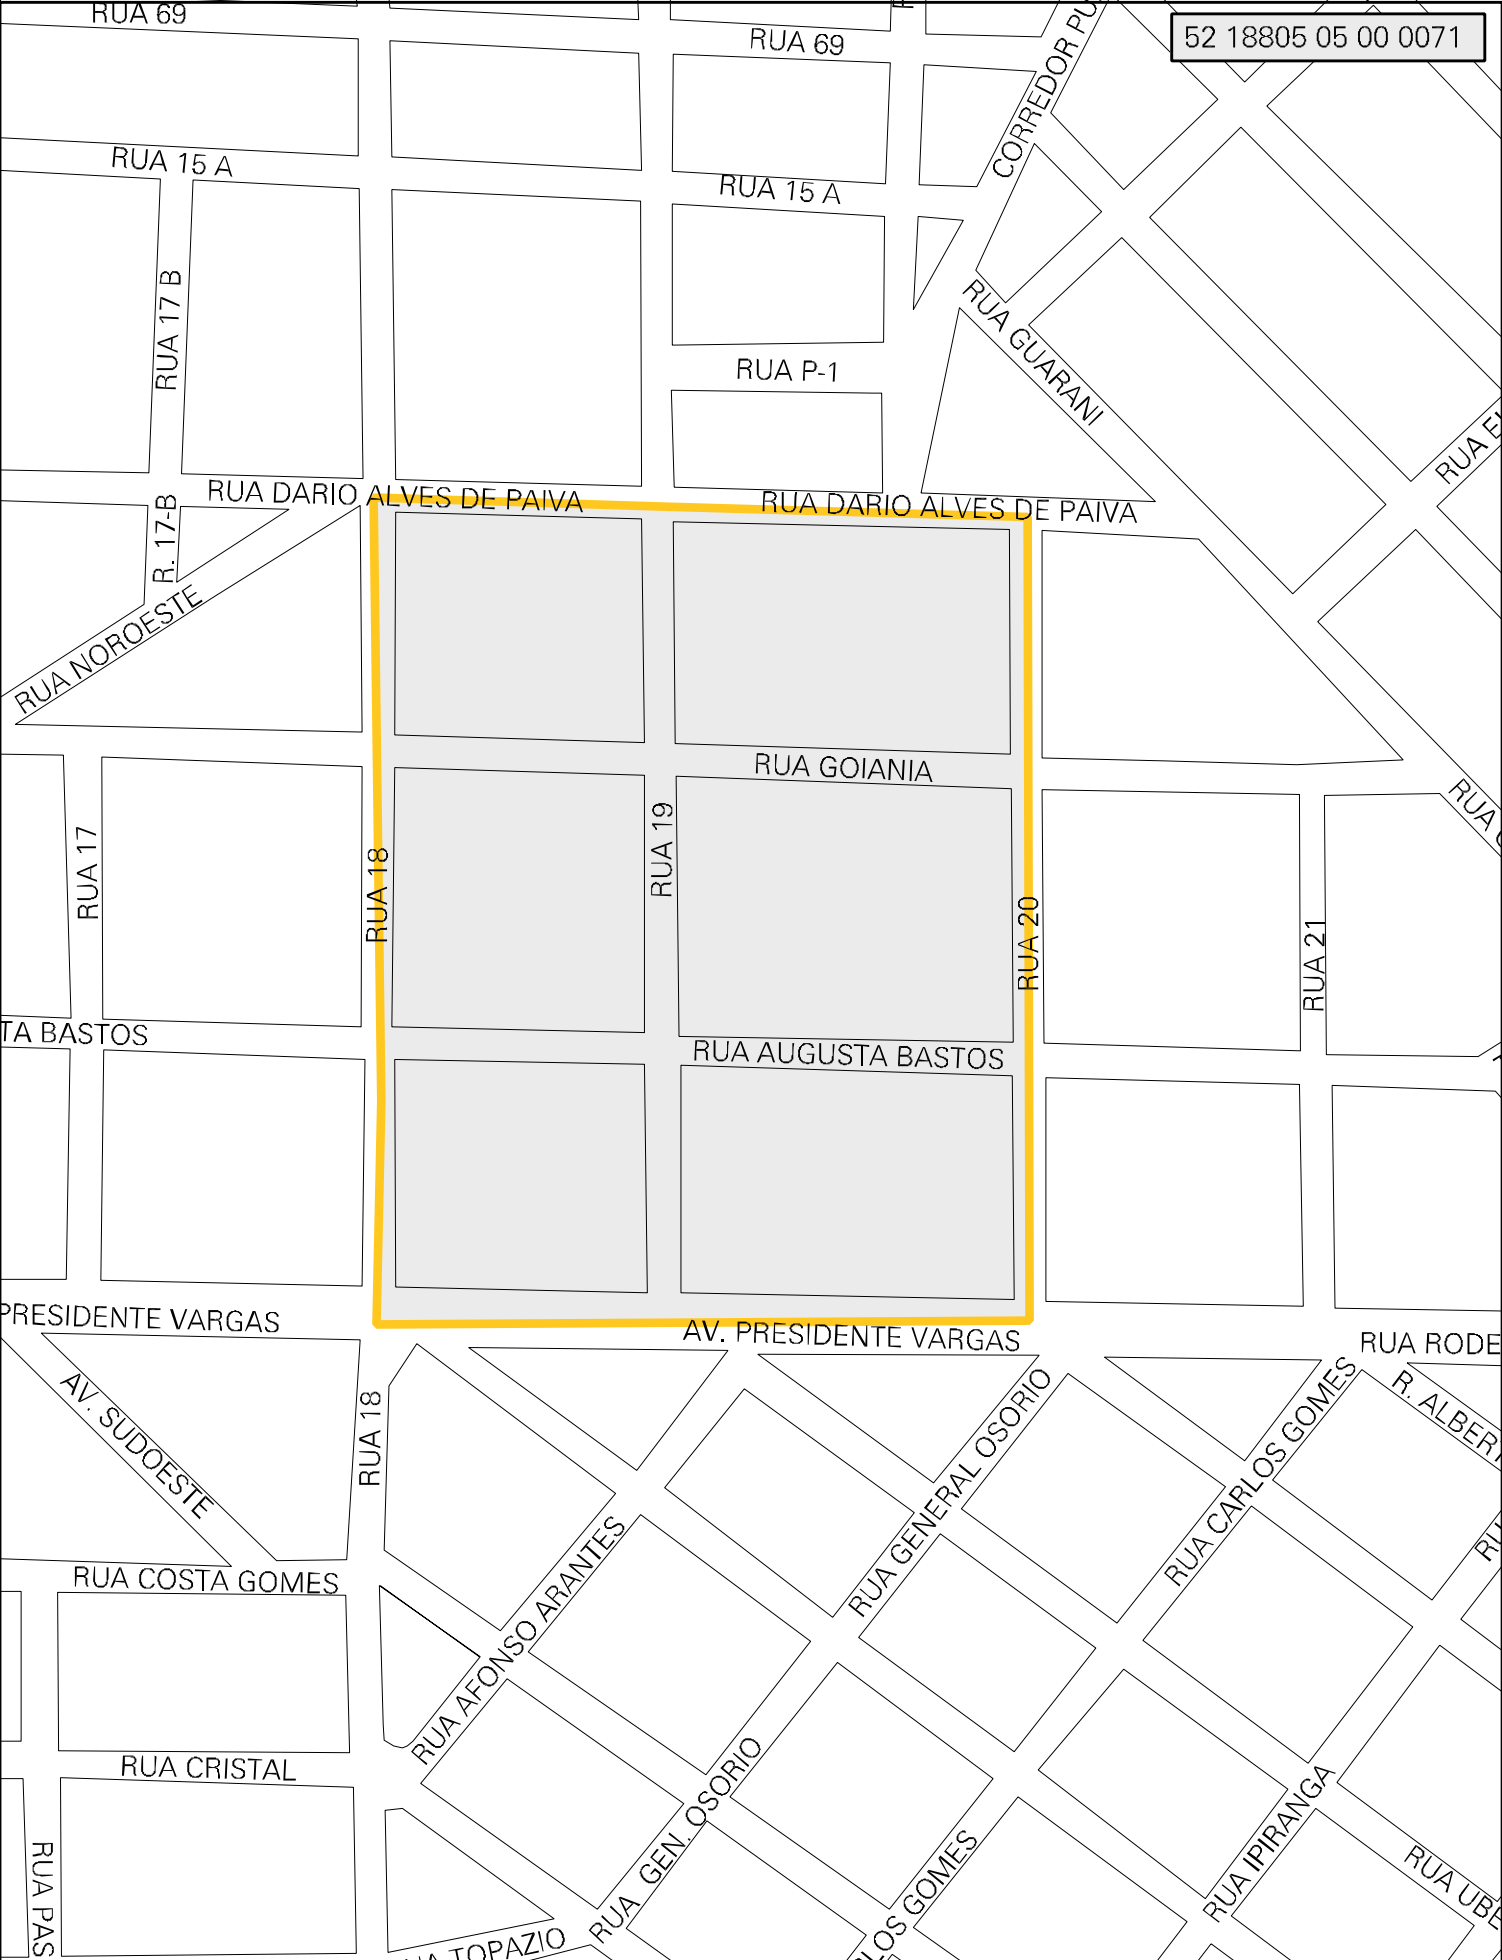 RUA 69
RUA 69
52 18805 05 00 0071
CORREDOR PU
RUA 15 A
RUA 15 A
RUA 17 B
RUA GUARANI
RUA P-1
RUA DARIO ALVES DE PAIVA
RUA DARIO ALVES DE PAIVA
R. 17-B
RUA NOROESTE
RUA GOIANIA
RUA 17
RUA 18
RUA 19
RUA 20
RUA 21
TA BASTOS
RUA AUGUSTA BASTOS
PRESIDENTE VARGAS
AV. PRESIDENTE VARGAS
RUA RODE
AV. SUDOESTE
RUA 18
RUA GENERAL OSORIO
RUA CARLOS GOMES
R. ALBERT
RUA AFONSO ARANTES
RUA COSTA GOMES
RUA CRISTAL
RUA GEN. OSORIO
LOS GOMES
RUA IPIRANGA
RUA UBE
RUA PAS
UA TOPAZIO